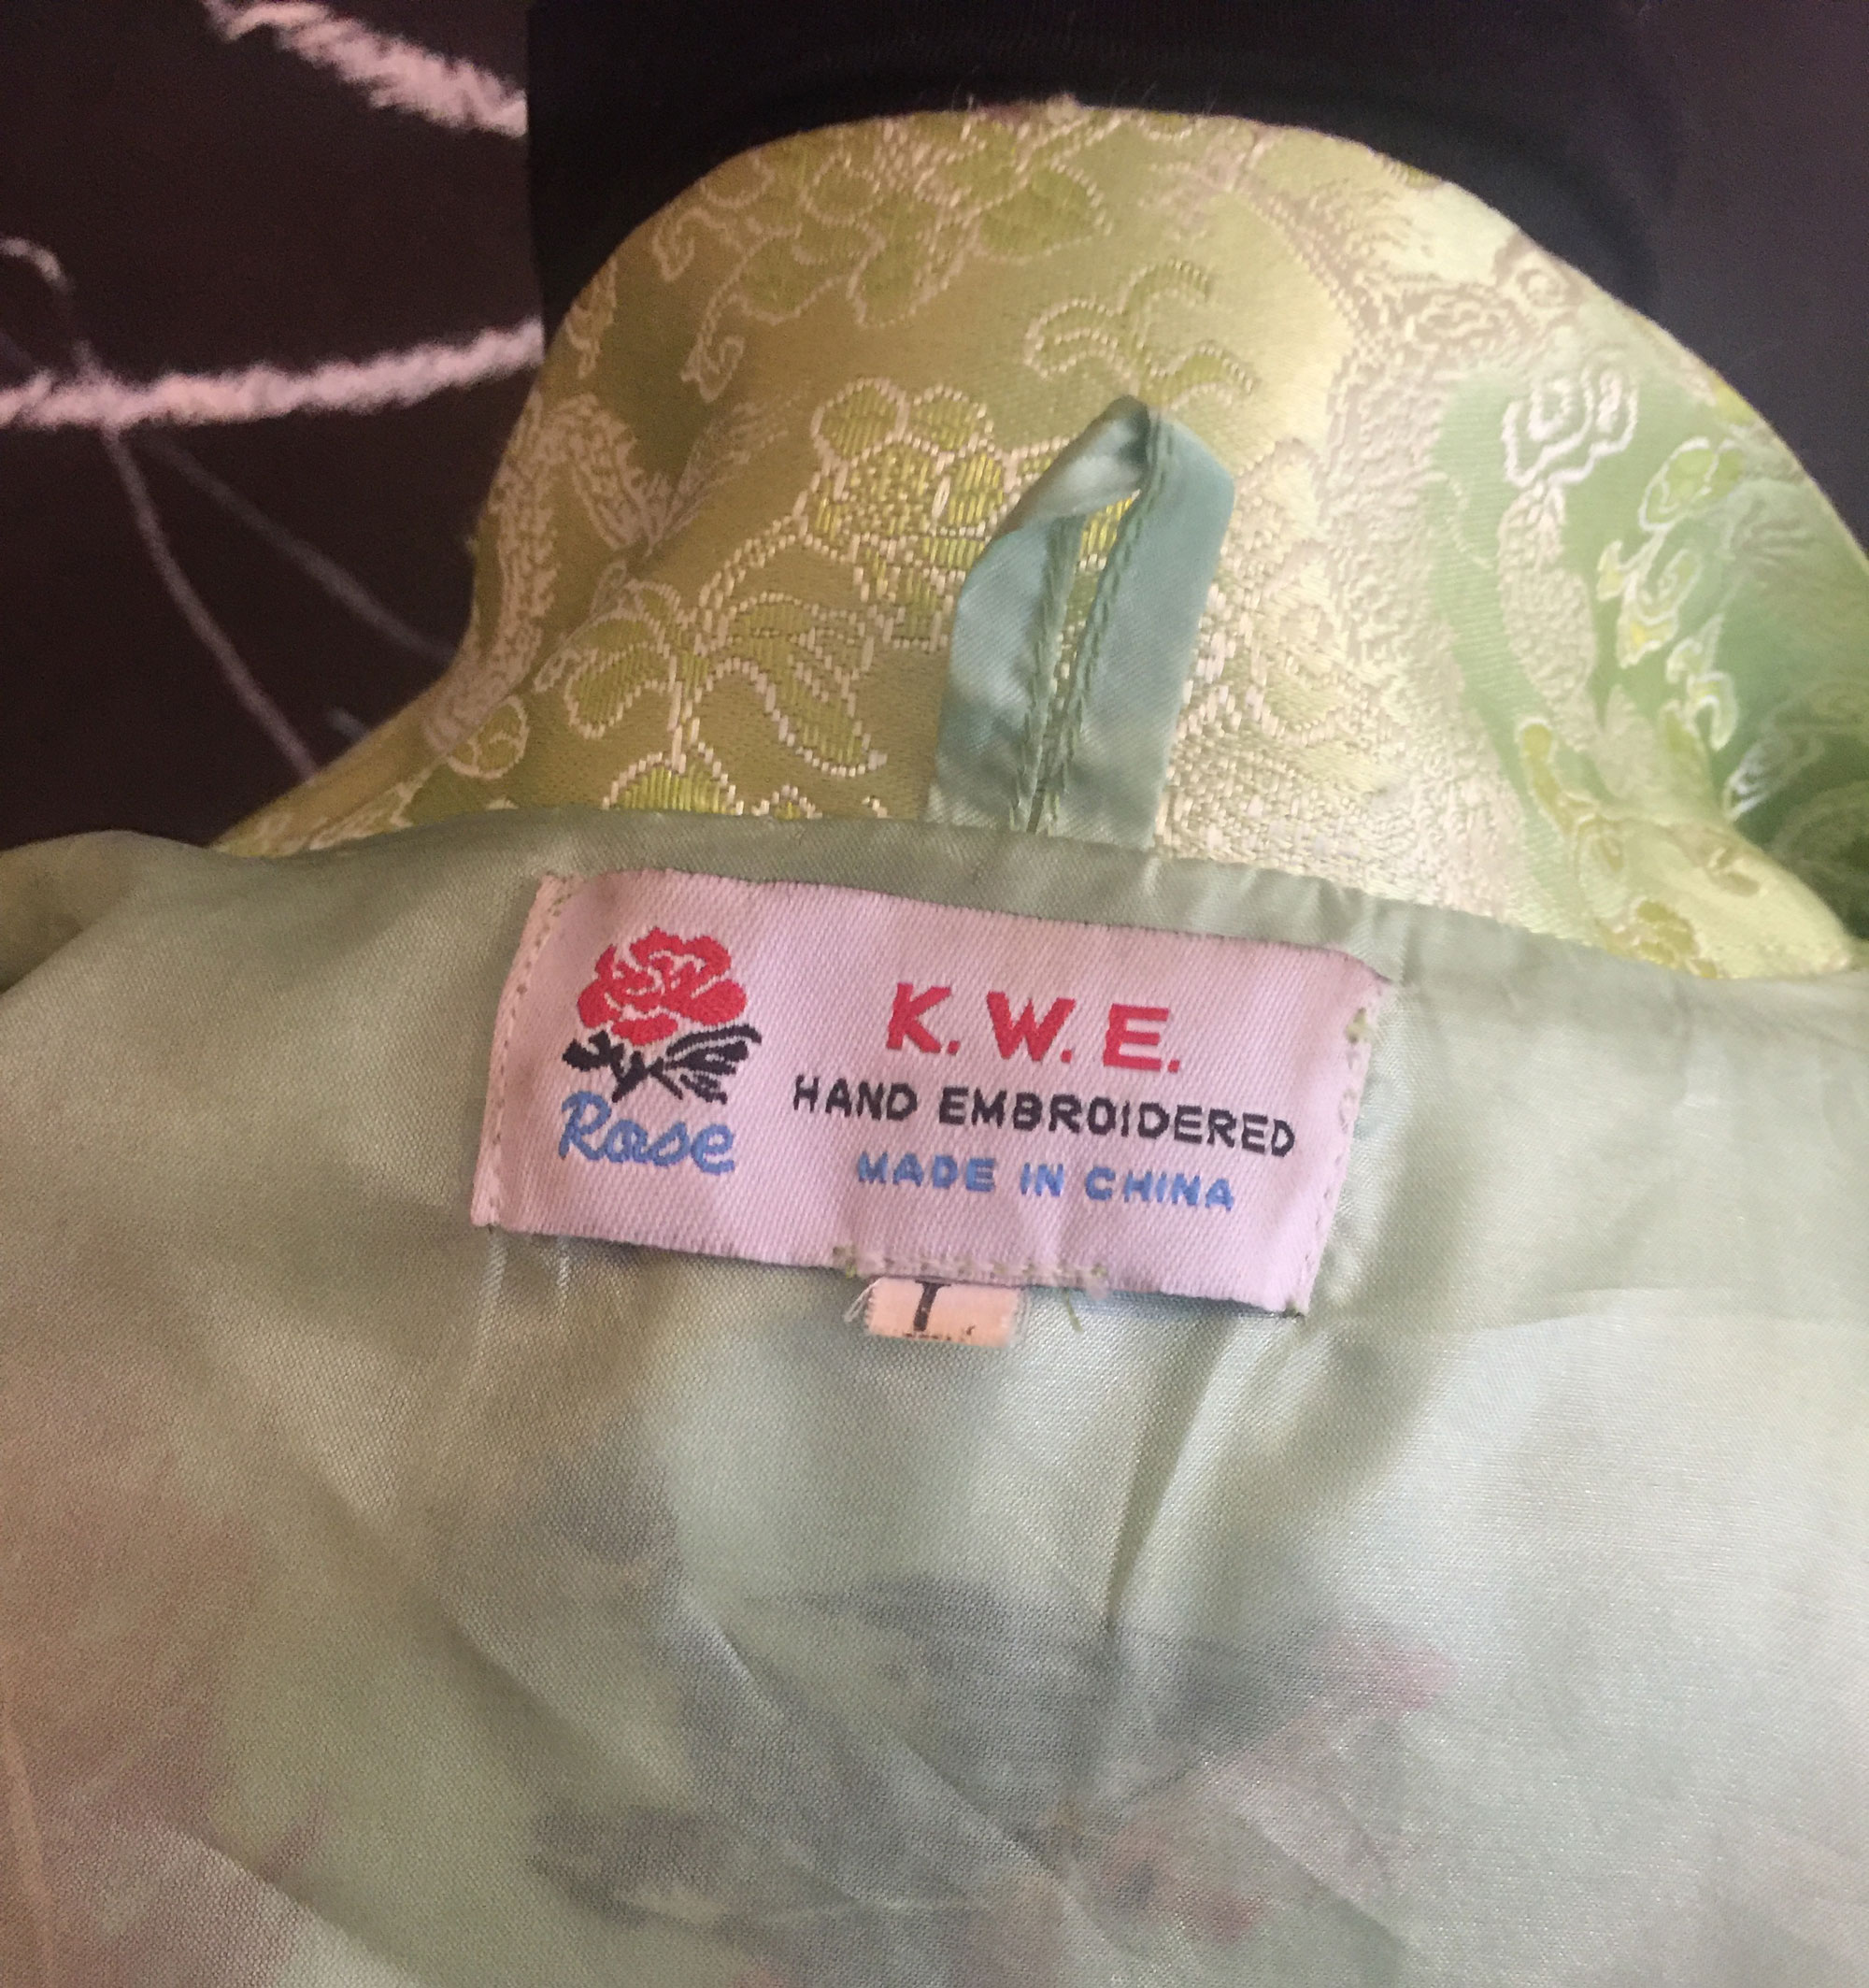 Rose
K. W. E.
HAND EMBROIDERED
MADE IN CHINA